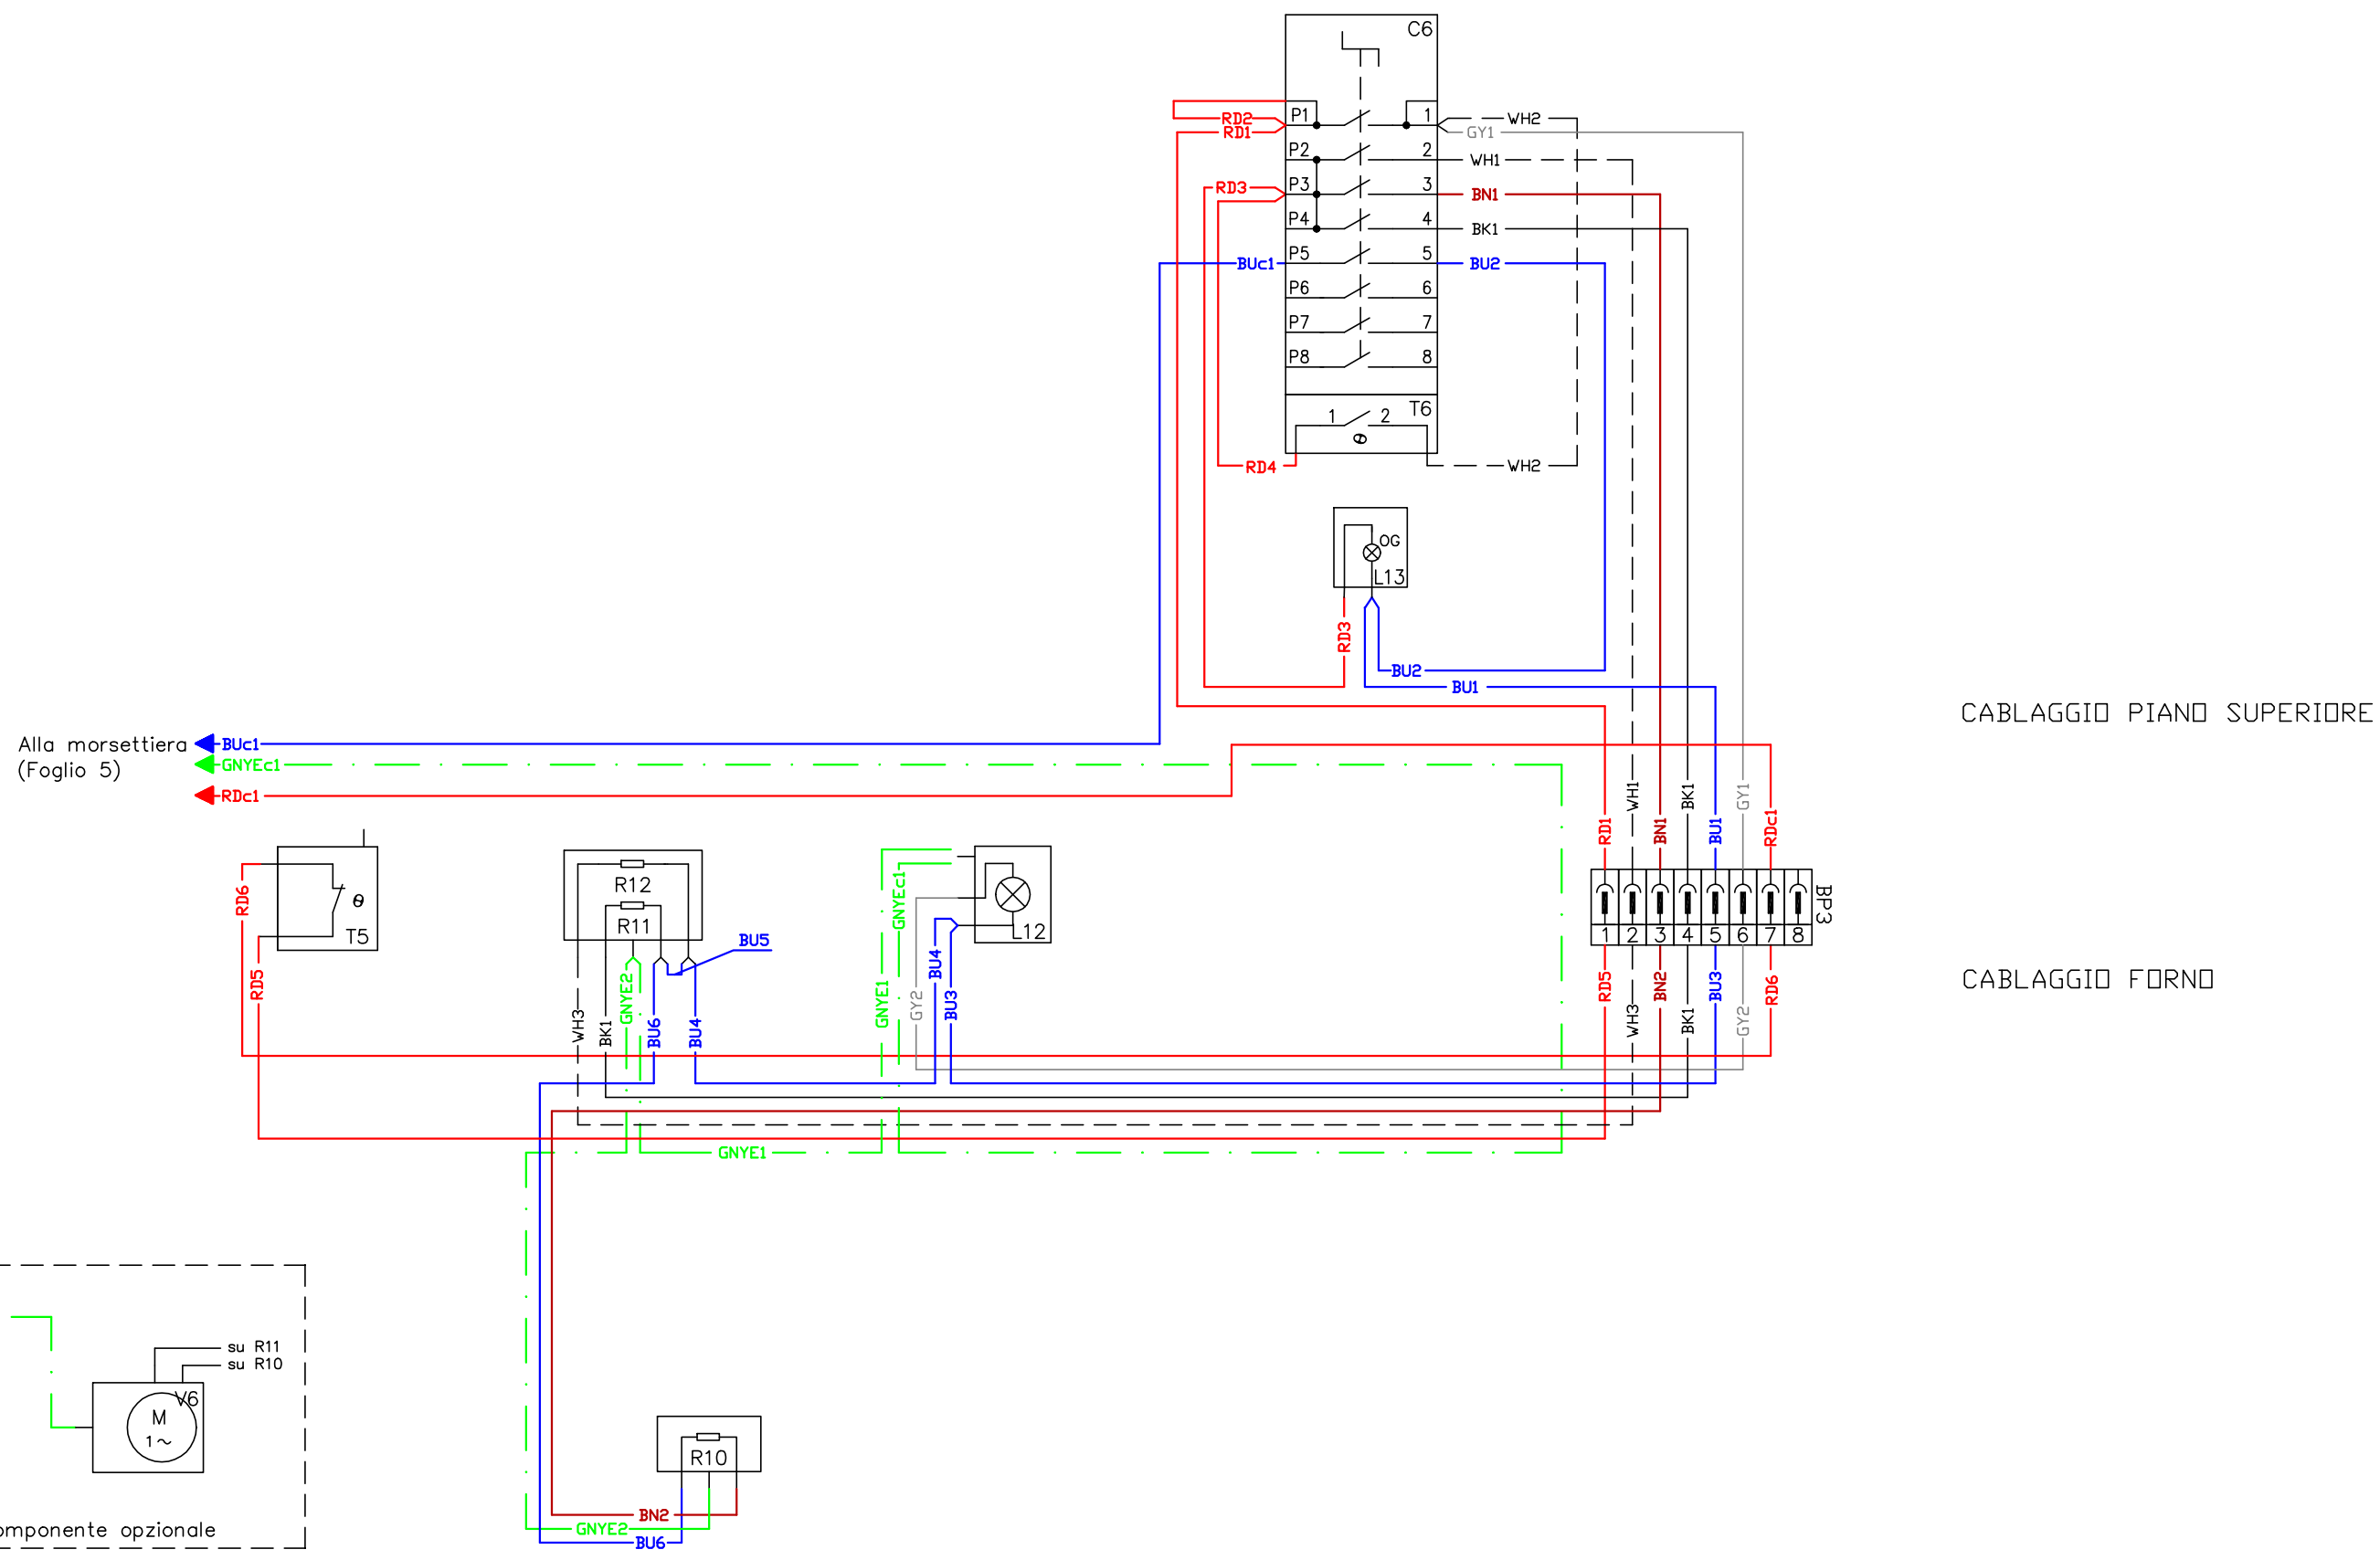 C6
P1 1
RD2 WH2
RD1 GY1
P2 2
WH1
P3 3
RD3 BN1
P4 4
BK1
P5 5
BUc1 BU2
P6 6
P7 7
P8 8
T6
1 2
θ
RD4 WH2
OG
L13
RD3
BU2
BU1
CABLAGGIO PIANO SUPERIORE
Alla morsettiera
(Foglio 5)
BUc1
GNYEc1
RDc1
RD1 WH1 BN1 BK1 BU1 GY1 RDc1
RD6
θ
T5
RD5
R12
R11
BU5
WH3 BK1 GNYE2 BU6 BU4
GNYE1 GNYEc1 GY2 BU4 BU3
L12
BP3
1 2 3 4 5 6 7 8
RD5 WH3 BN2 BK1 BU3 GY2 RD6
CABLAGGIO FORNO
GNYE1
su R11
su R10
V6
M
1~
omponente opzionale
R10
BN2
GNYE2
BU6